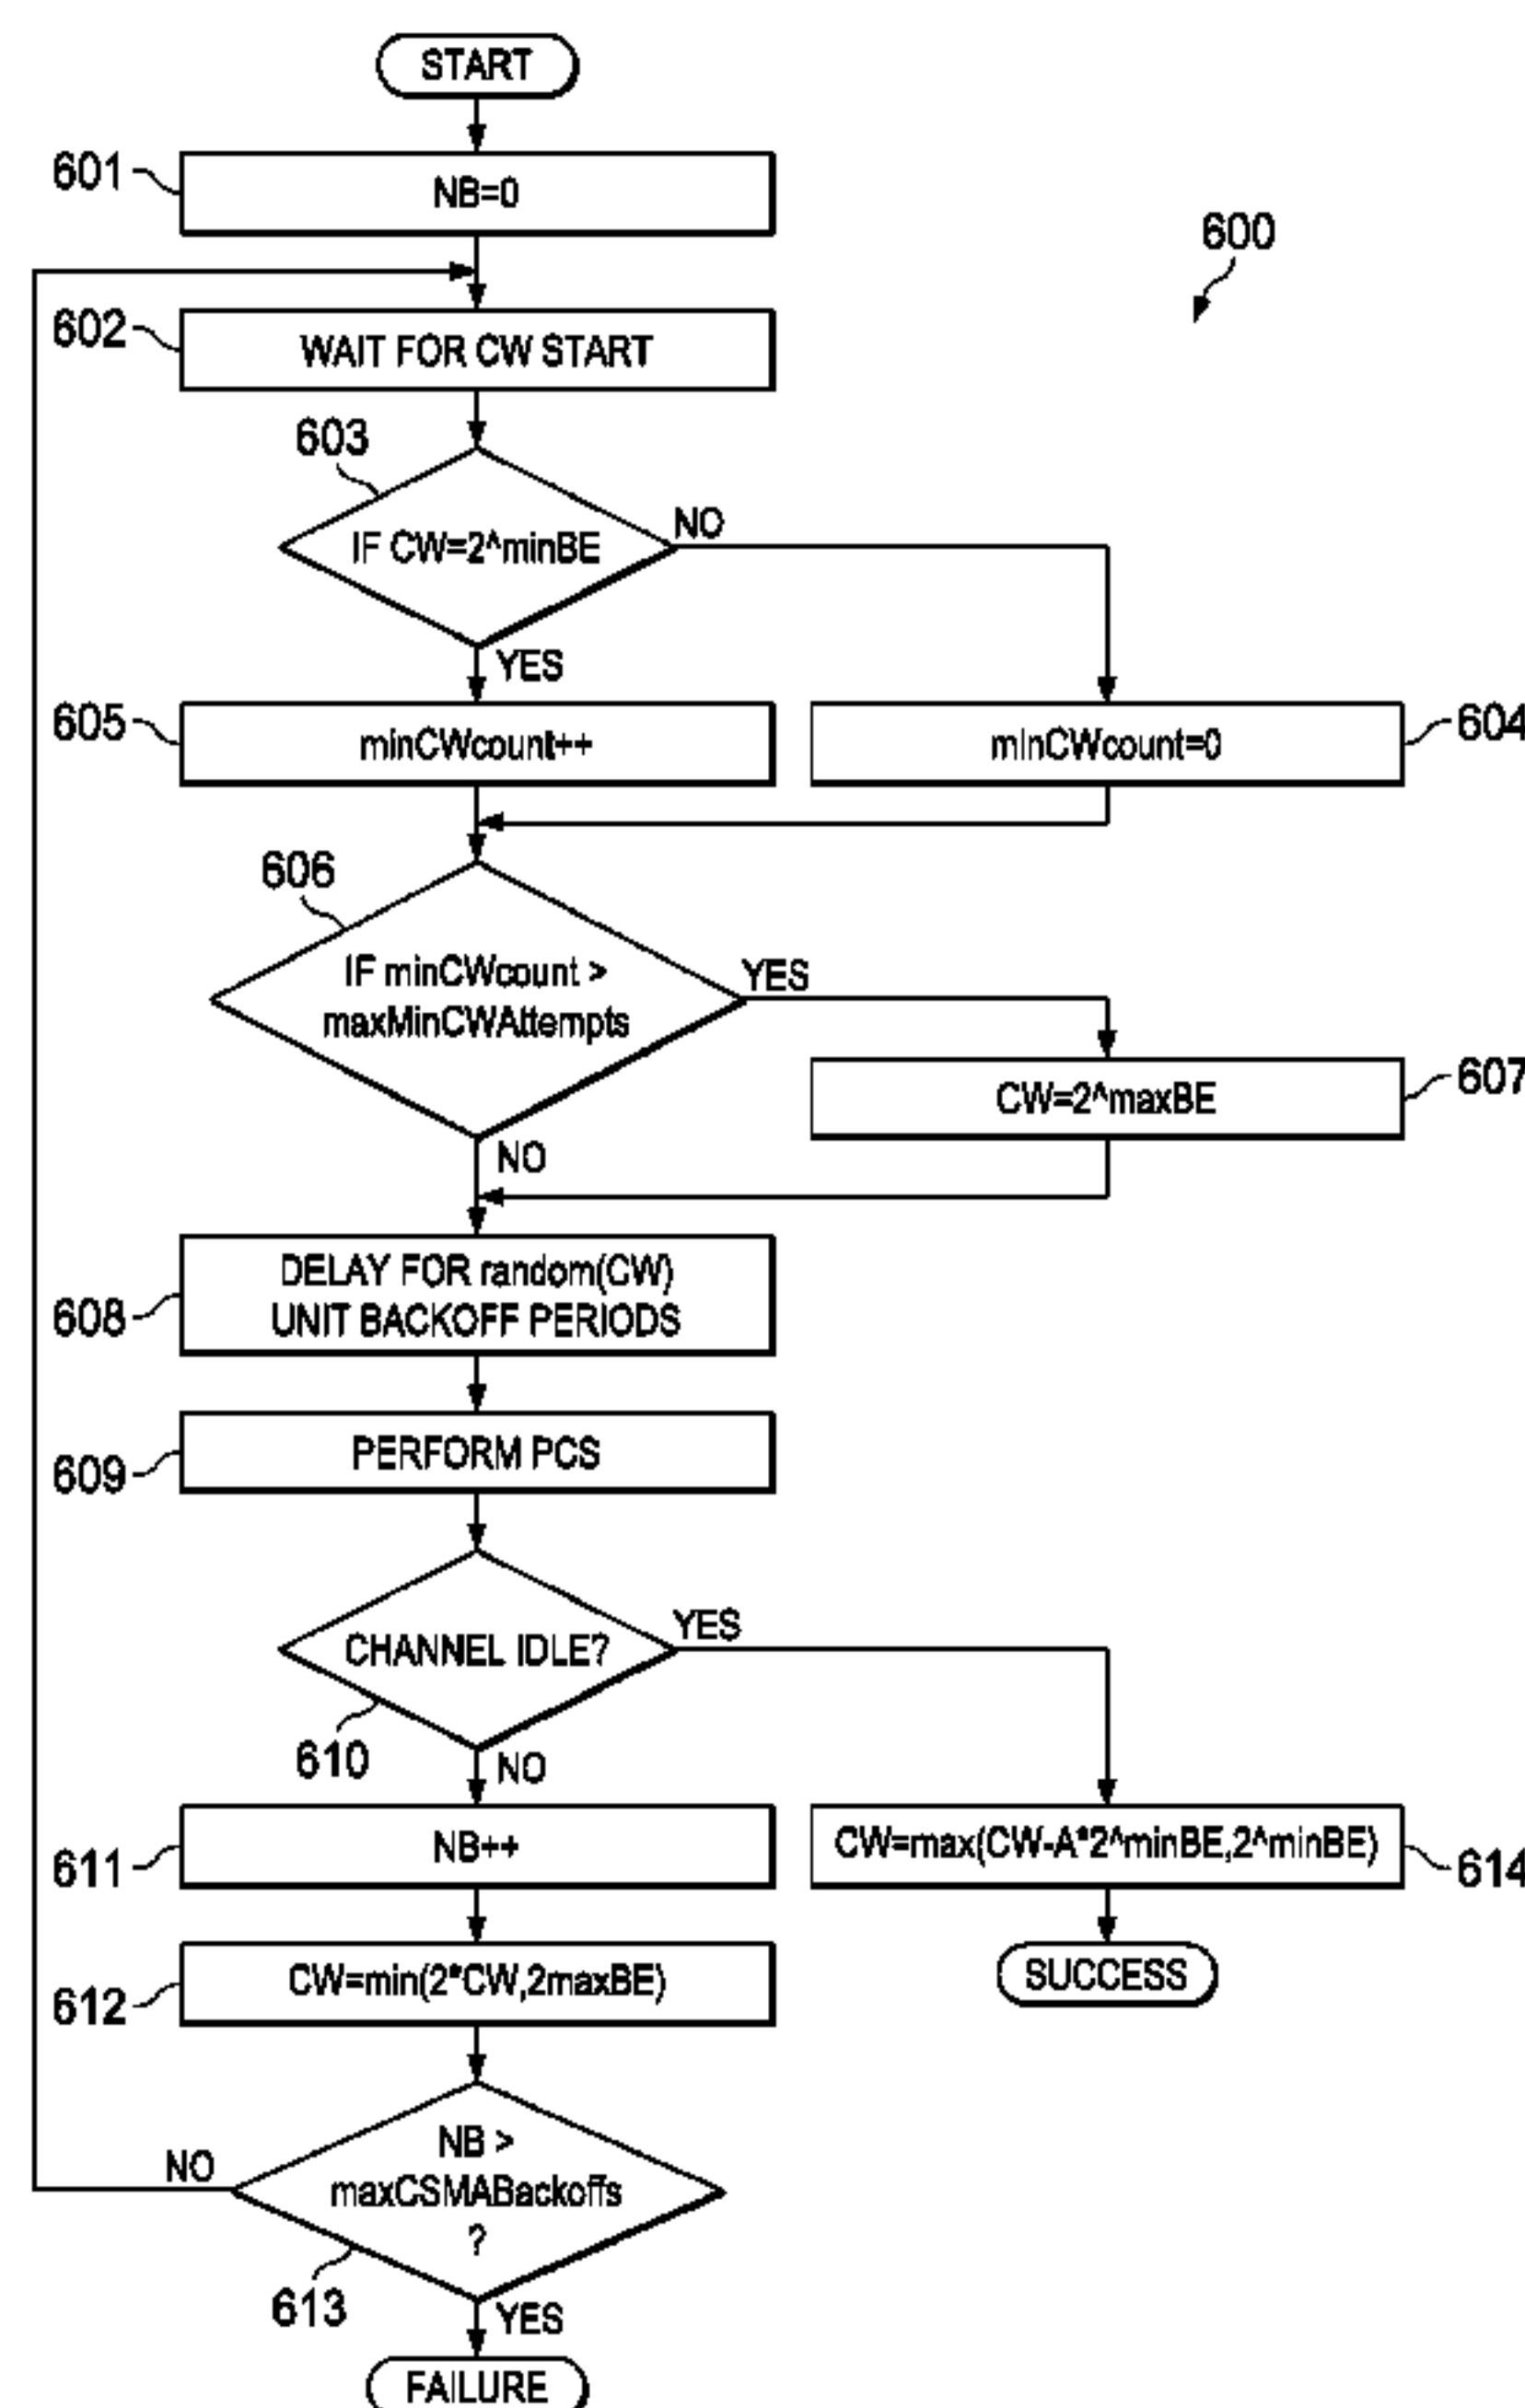 START
601
NB=0
600
602
WAIT FOR CW START
603
IF CW=2^minBE
NO
YES
605
minCWcount++
minCWcount=0
604
606
IF minCWcount >
maxMinCWAttempts
YES
CW=2^maxBE
607
NO
608
DELAY FOR random(CW)
UNIT BACKOFF PERIODS
609
PERFORM PCS
CHANNEL IDLE?
YES
610
NO
611
NB++
CW=max(CW-A*2^minBE,2^minBE)
614
612
CW=min(2*CW,2maxBE)
SUCCESS
NO
NB >
maxCSMABackoffs
?
613
YES
FAILURE